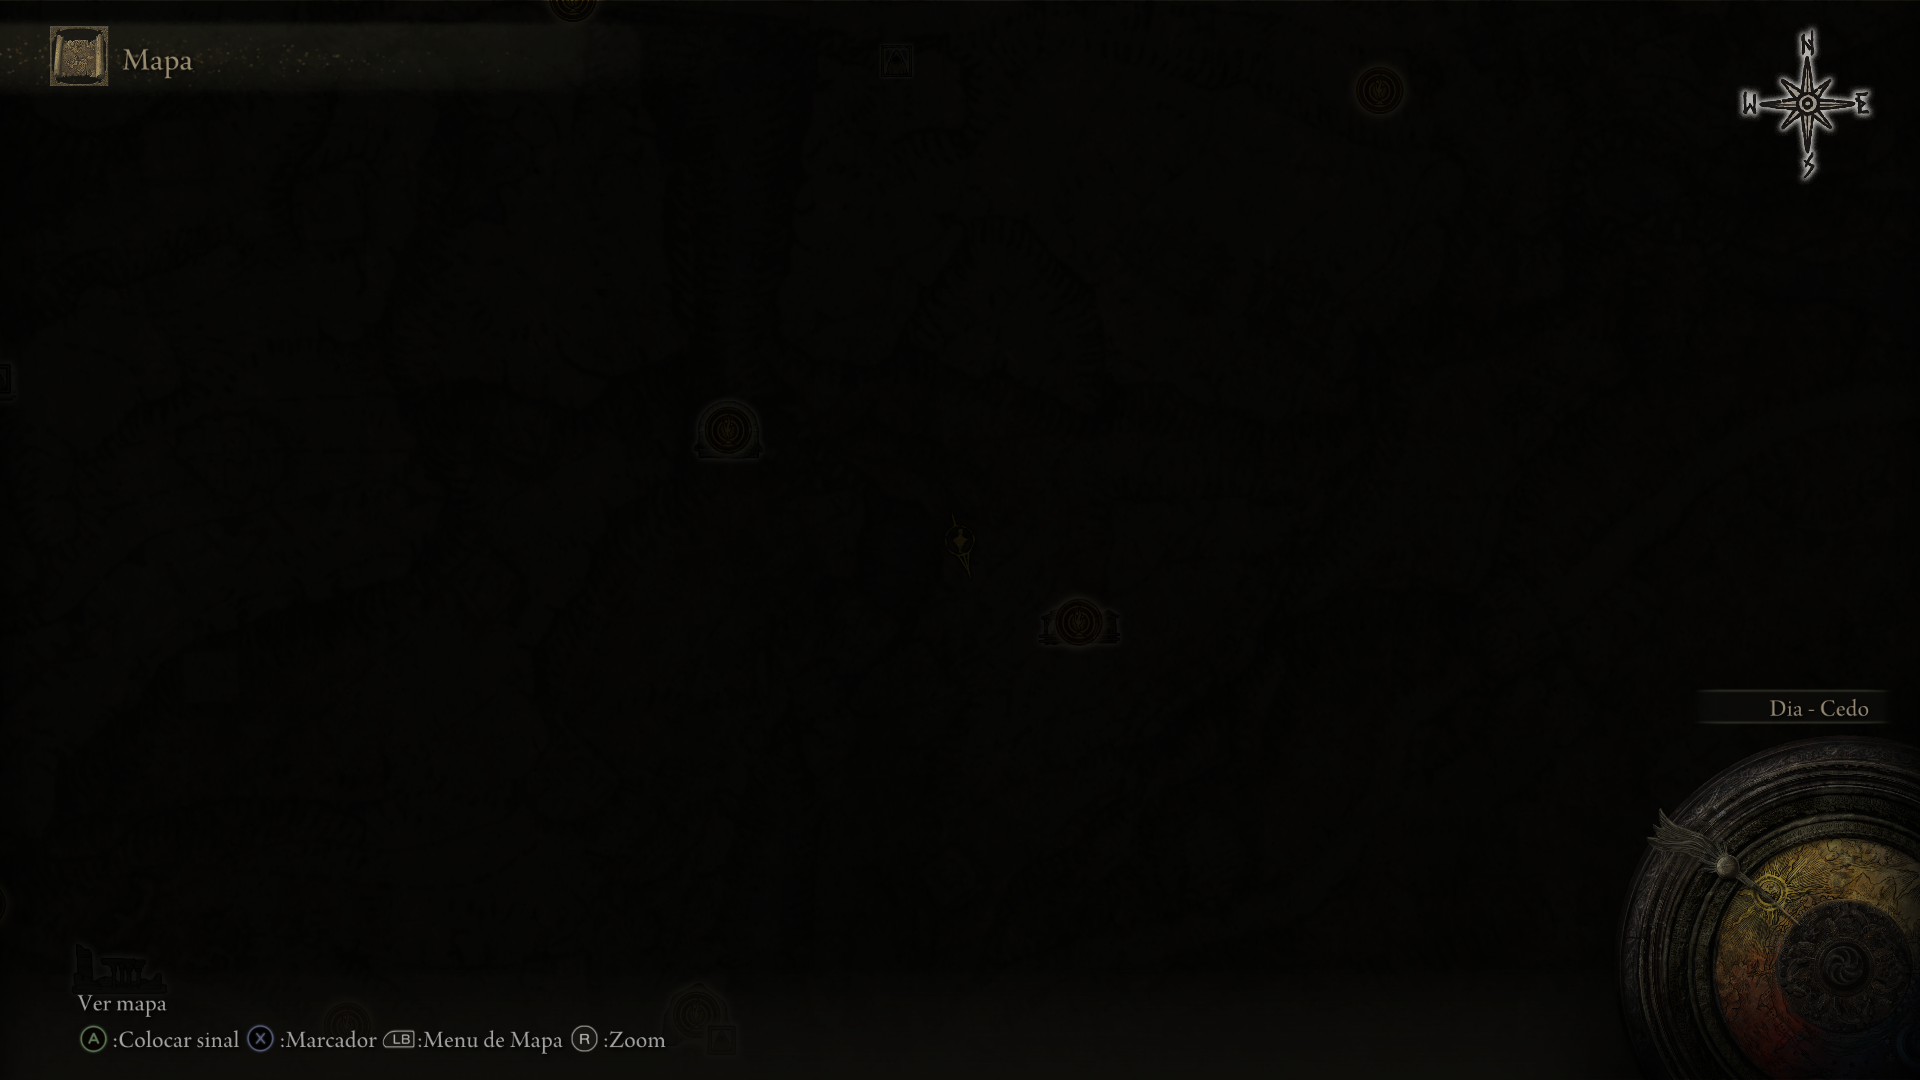 Mapa
N
W E
S
Dia - Cedo
Ver mapa
A :Colocar sinal X :Marcador LB :Menu de Mapa R :Zoom